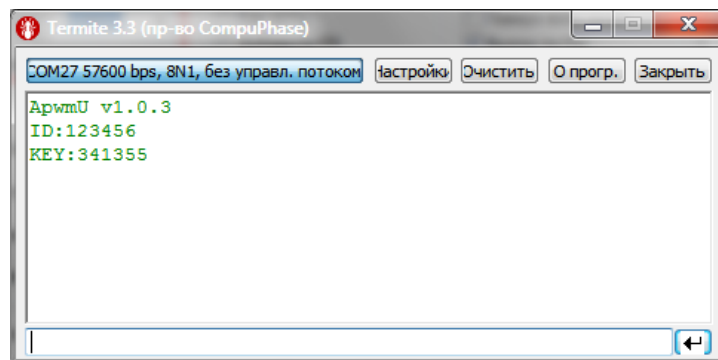 Termite 3.3 (пр-во CompuPhase)
COM27 57600 bps, 8N1, без управл. потоком Настройки Очистить О прогр. Закрыть
ApwmU v1.0.3
ID:123456
KEY:341355